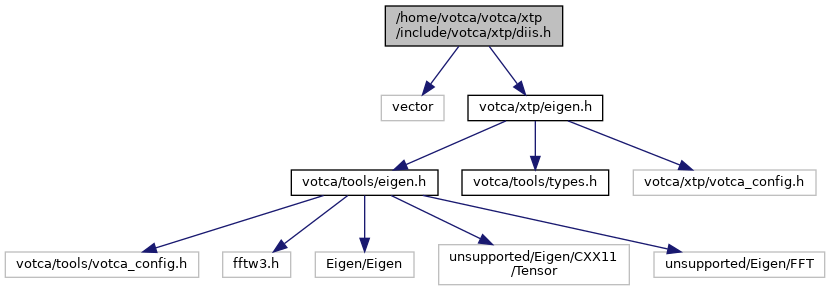 /home/votca/votca/xtp
/include/votca/xtp/diis.h
vector
votca/xtp/eigen.h
votca/tools/eigen.h
votca/tools/types.h
votca/xtp/votca_config.h
votca/tools/votca_config.h
fftw3.h
Eigen/Eigen
unsupported/Eigen/CXX11
/Tensor
unsupported/Eigen/FFT